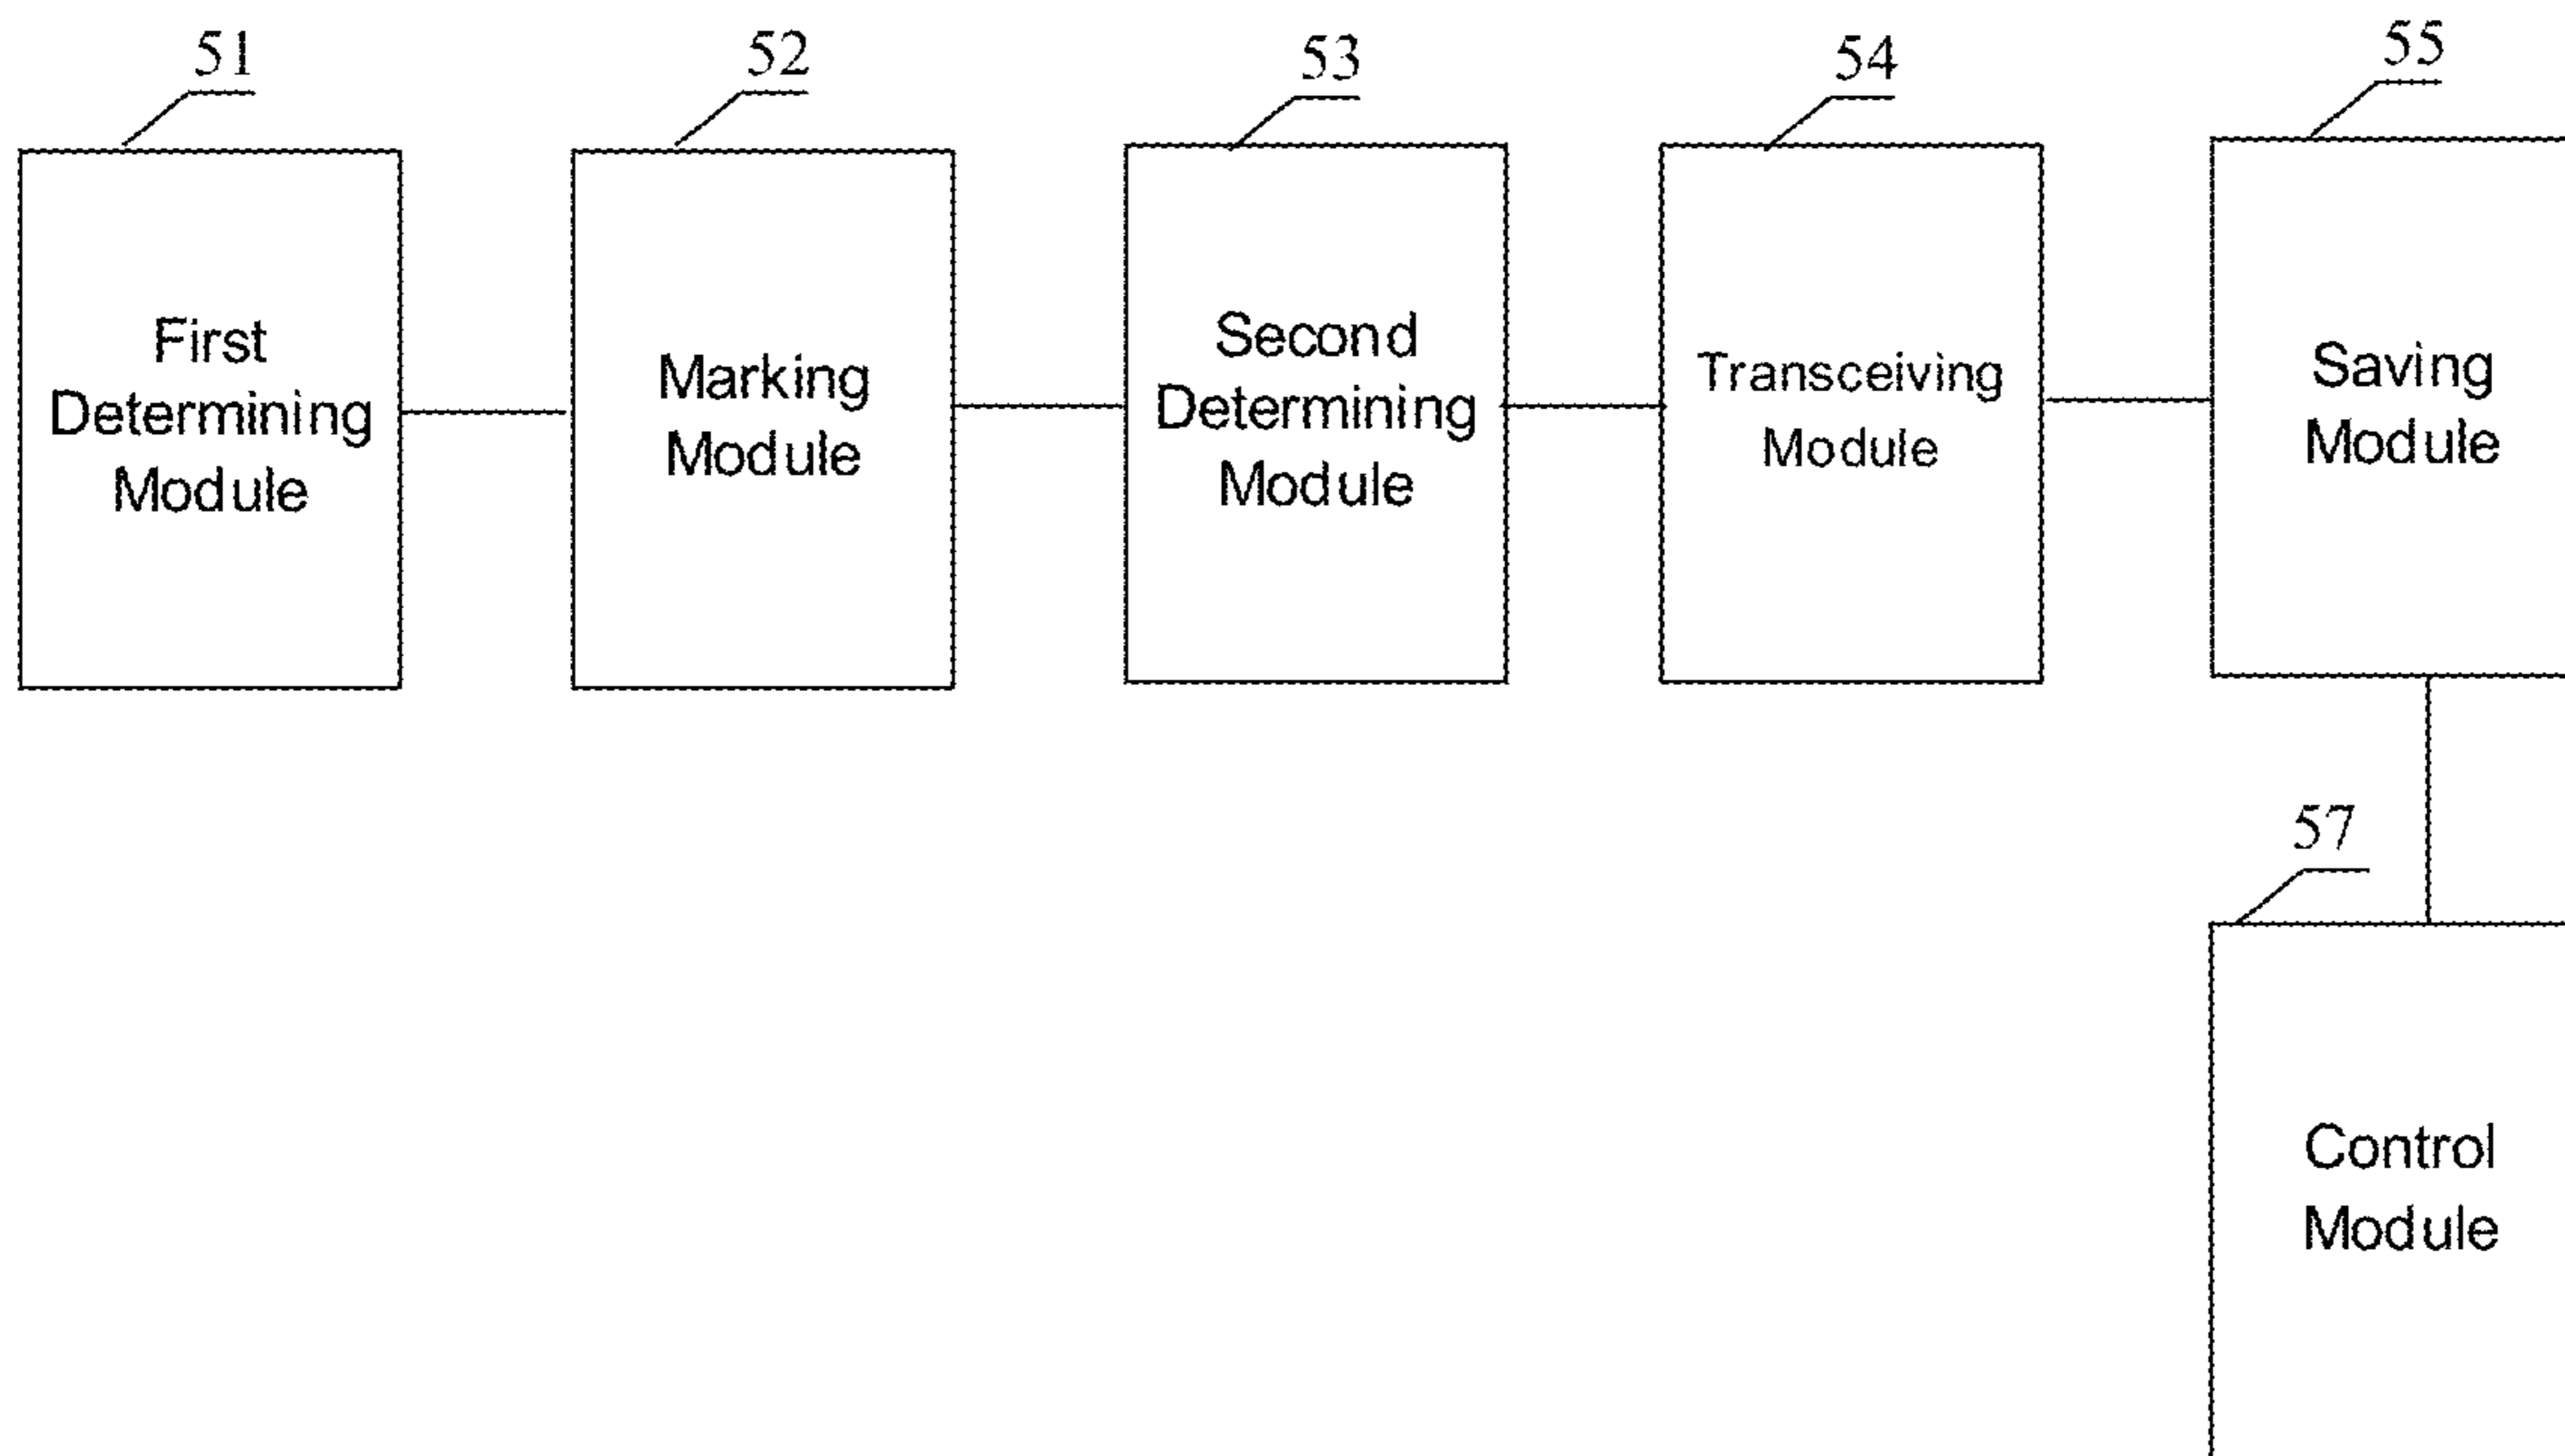 51
52
53
54
55
First
Determining
Module
Marking
Module
Second
Determining
Module
Transceiving
Module
Saving
Module
57
Control
Module